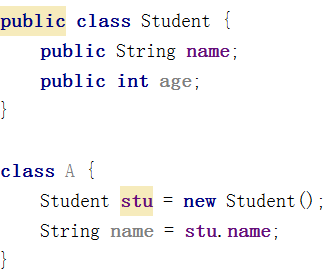 public class Student {
    public String name;
    public int age;
}
class A {
    Student stu = new Student();
    String name = stu.name;
}